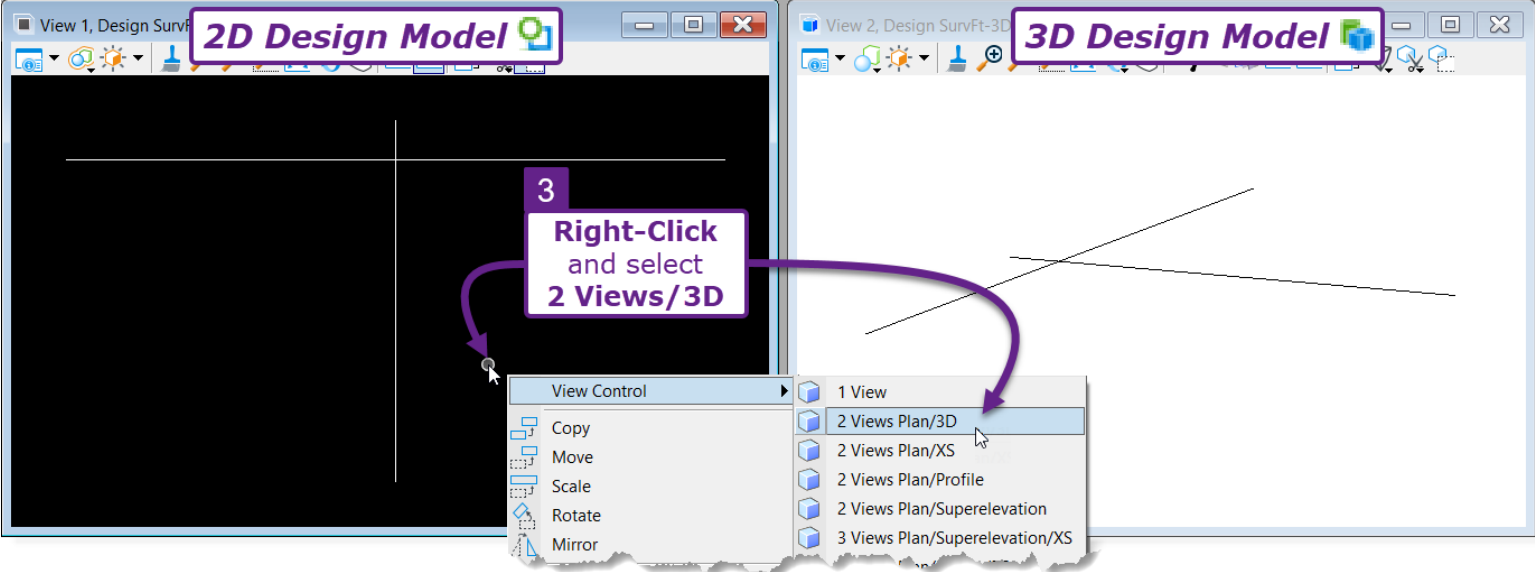 View 1, Design SurvF
2D Design Model
View 2, Design SurvFt-3D
3D Design Model
3
Right-Click
and select
2 Views/3D
View Control
Copy
Move
Scale
Rotate
Mirror
1 View
2 Views Plan/3D
2 Views Plan/XS
2 Views Plan/Profile
2 Views Plan/Superelevation
3 Views Plan/Superelevation/XS